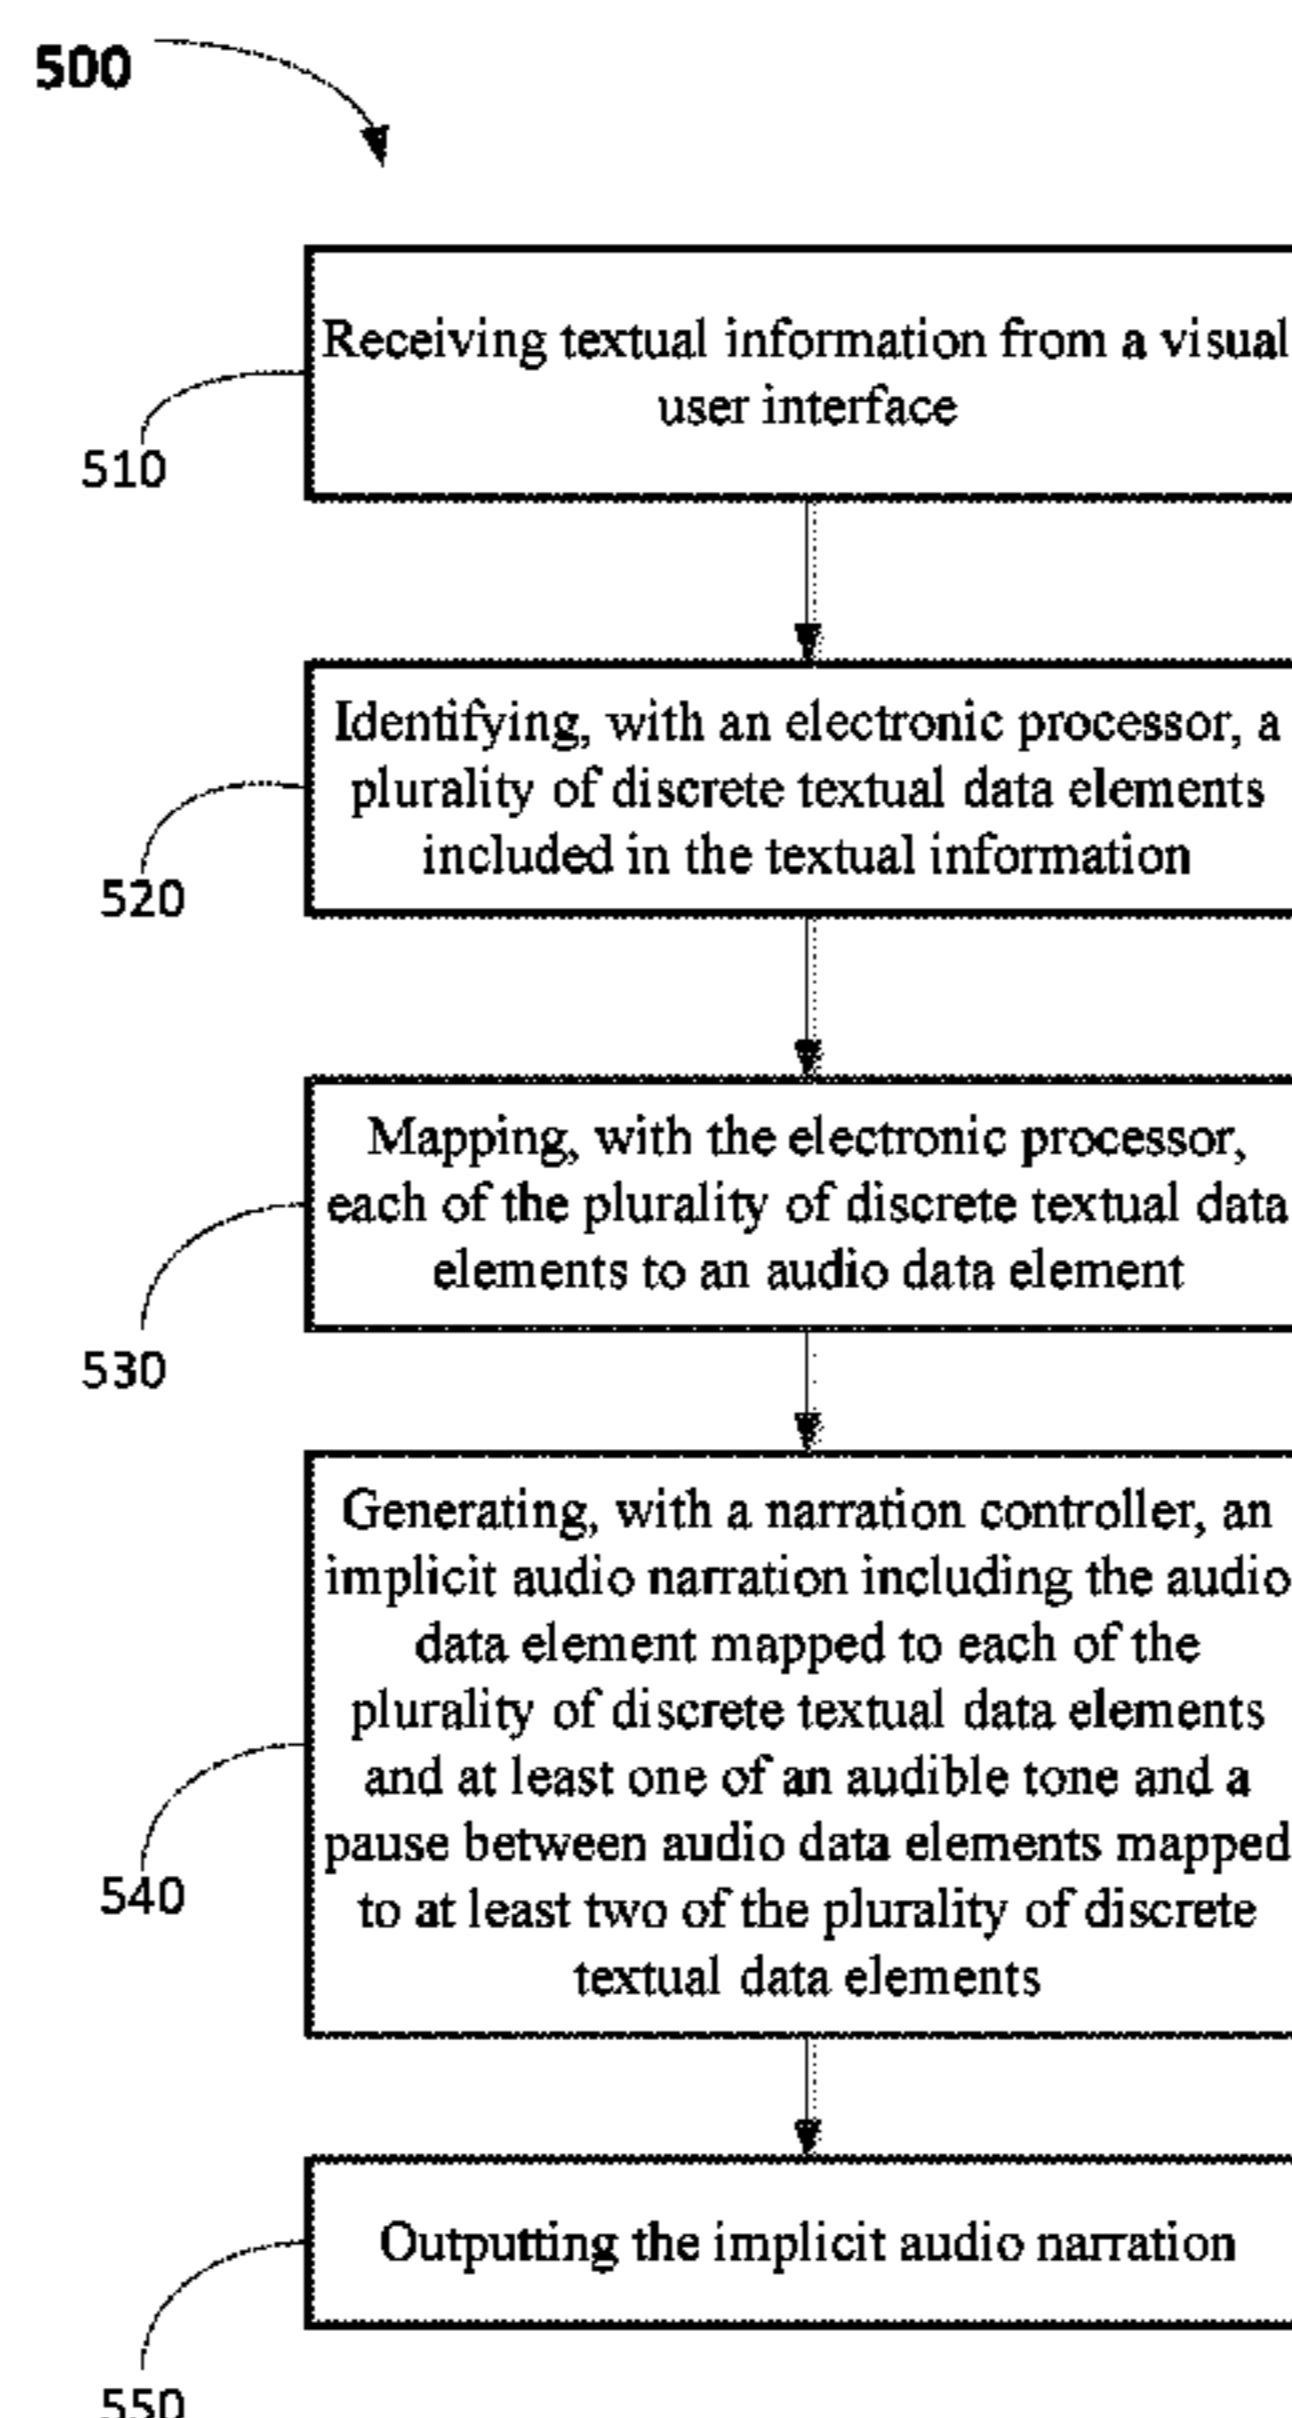 500
Receiving textual information from a visual
user interface
510
Identifying, with an electronic processor, a
plurality of discrete textual data elements
included in the textual information
520
Mapping, with the electronic processor,
each of the plurality of discrete textual data
elements to an audio data element
530
Generating, with a narration controller, an
implicit audio narration including the audio
data element mapped to each of the
plurality of discrete textual data elements
and at least one of an audible tone and a
pause between audio data elements mapped
to at least two of the plurality of discrete
textual data elements
540
Outputting the implicit audio narration
550